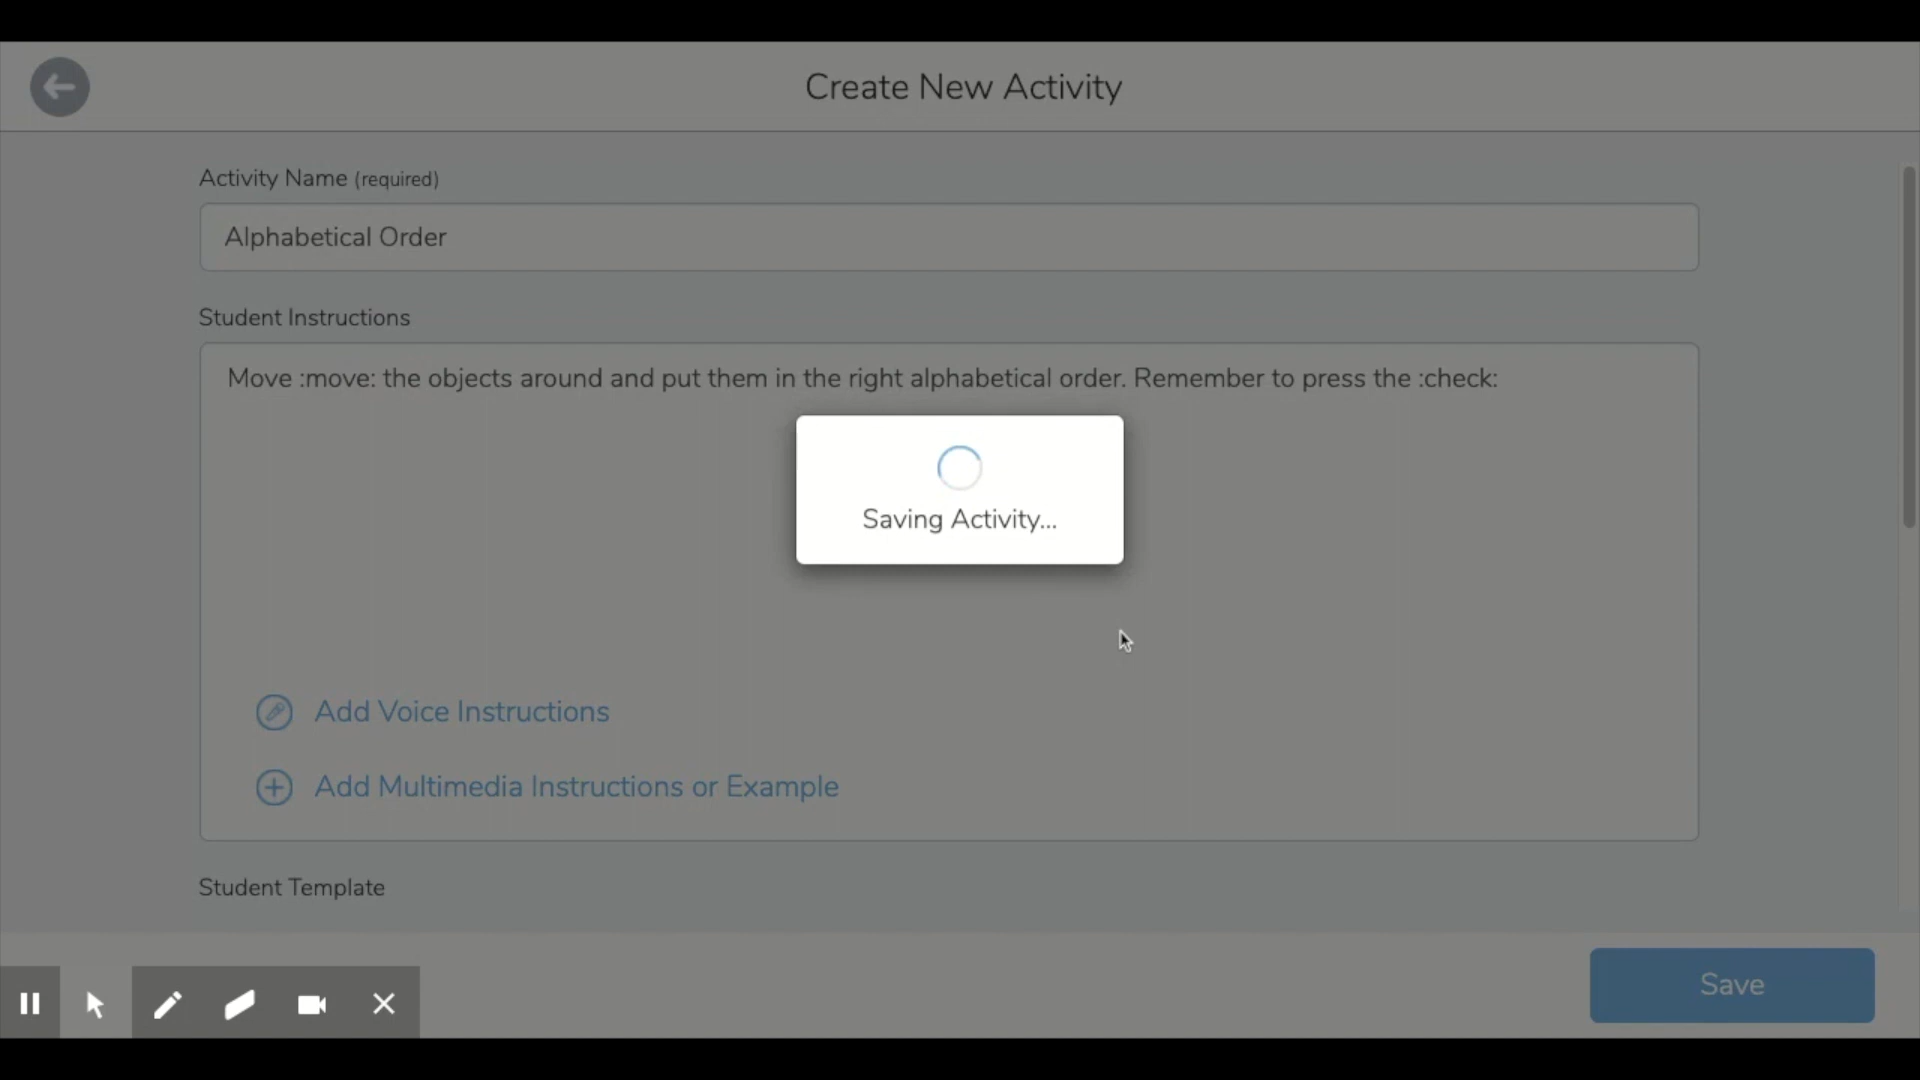 Create New Activity
Activity Name (required)
Alphabetical Order
Student Instructions
Move :move: the objects around and put them in the right alphabetical order. Remember to press the :check:
Saving Activity...
Add Voice Instructions
Add Multimedia Instructions or Example
Student Template
Save